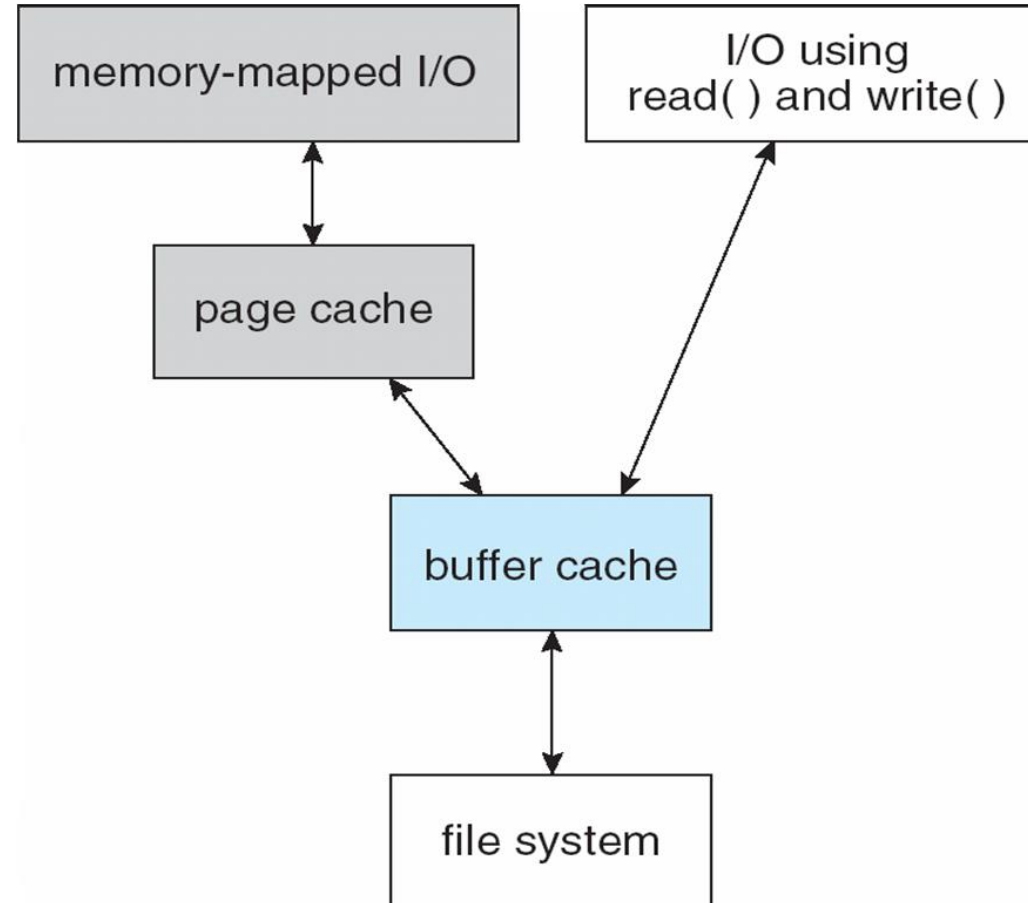 memory-mapped I/O
I/O using
read( ) and write( )
page cache
buffer cache
file system